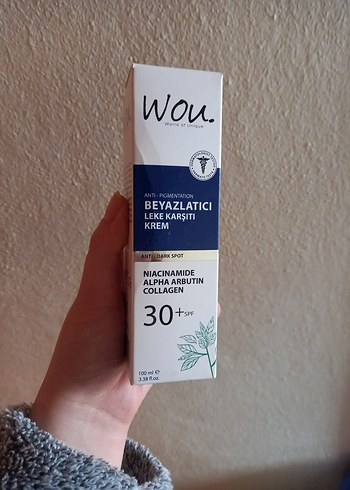 wou.
World of Unique
ANTI - PIGMENTATION
BEYAZLATICI
LEKE KARŞITI
KREM
ANTI - DARK SPOT
NIACINAMIDE
ALPHA ARBUTIN
COLLAGEN
30+SPF
100 ml e
3.38 fl.oz.